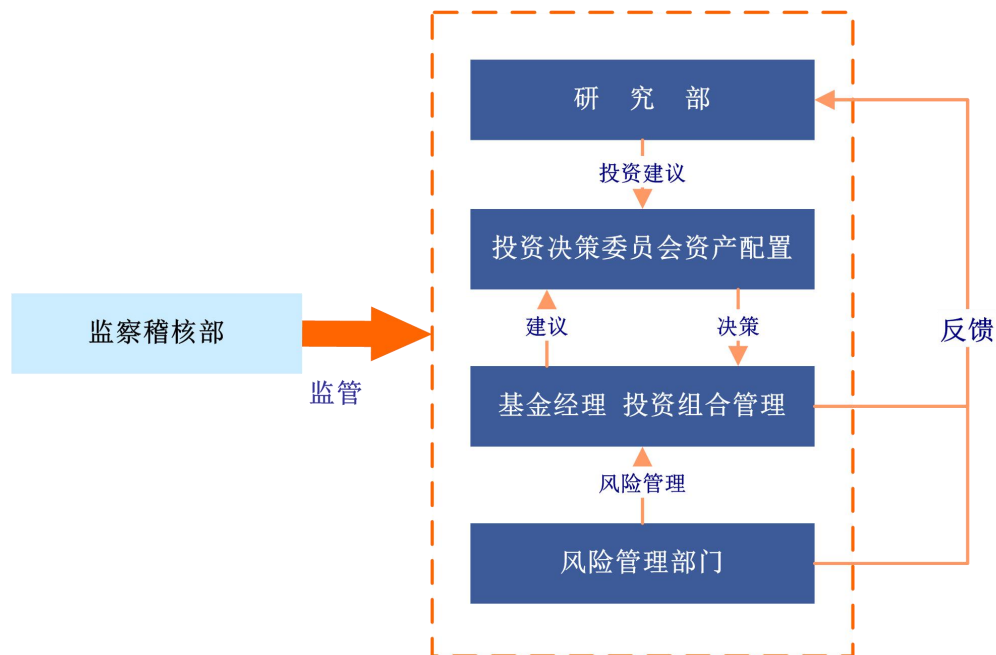 研 究 部
投资建议
投资决策委员会资产配置
建议
决策
监察稽核部
监管
反馈
基金经理 投资组合管理
风险管理
风险管理部门